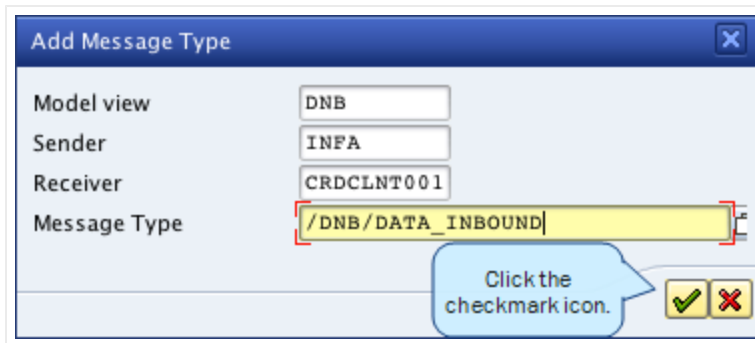 Add Message Type
Model view DNB
Sender INFA
Receiver CRDCLNT001
Message Type /DNB/DATA_INBOUND
Click the
checkmark icon.